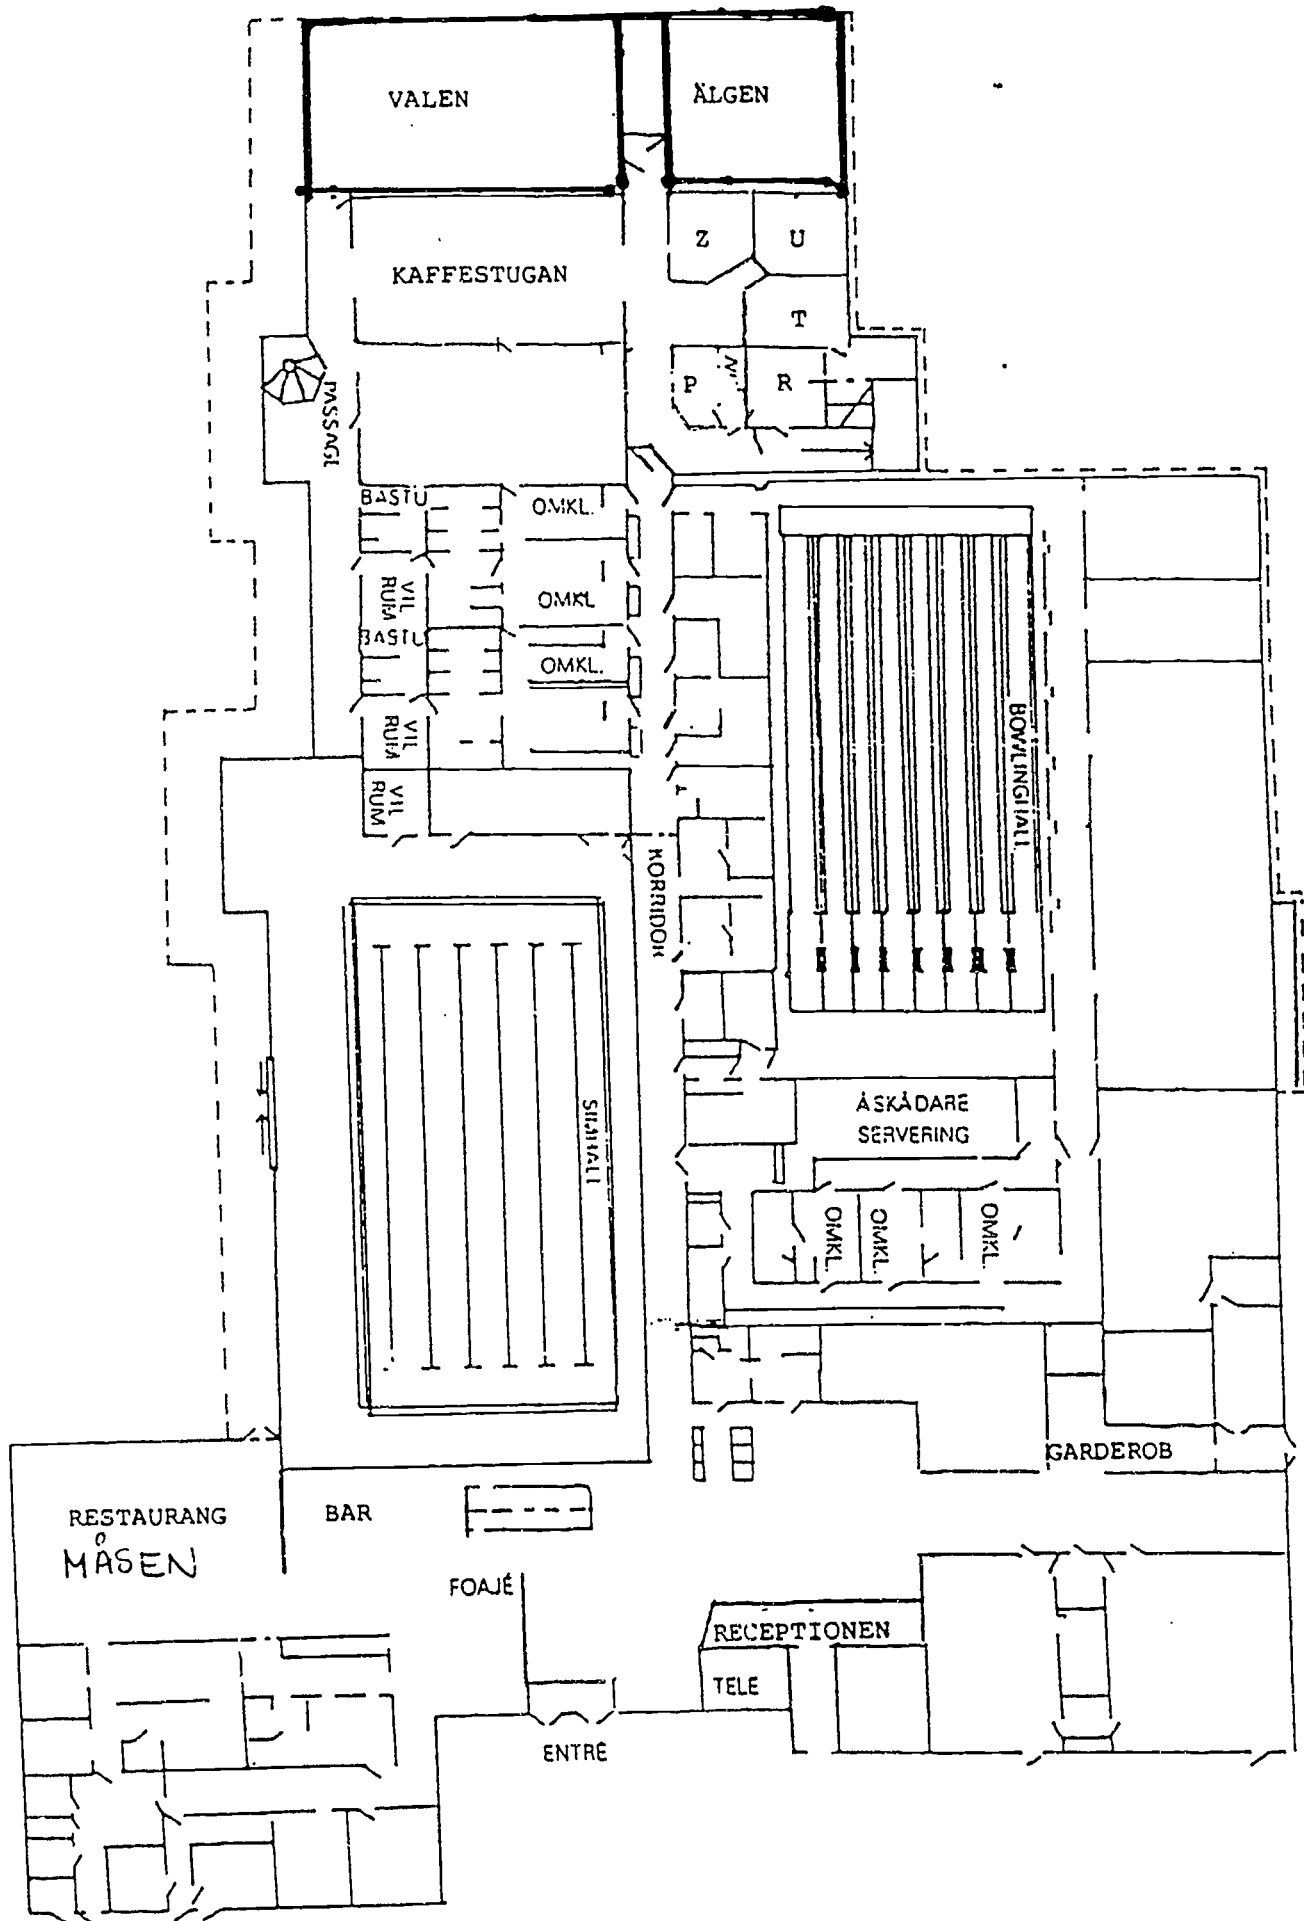 VALEN
ÄLGEN
Z
U
KAFFESTUGAN
T
P
R
PASSAGE
BASTU
OMKL.
VIL
RUM
OMKL
BASTU
OMKL.
VIL
RUM
BOWLINGHALL
VIL
RUM
KORRIDOR
SIMHALL
ÅSKÅDARE
SERVERING
OMKL.
OMKL.
OMKL.
GARDEROB
RESTAURANG
MÅSEN
BAR
FOAJÉ
RECEPTIONEN
TELE
ENTRÉ